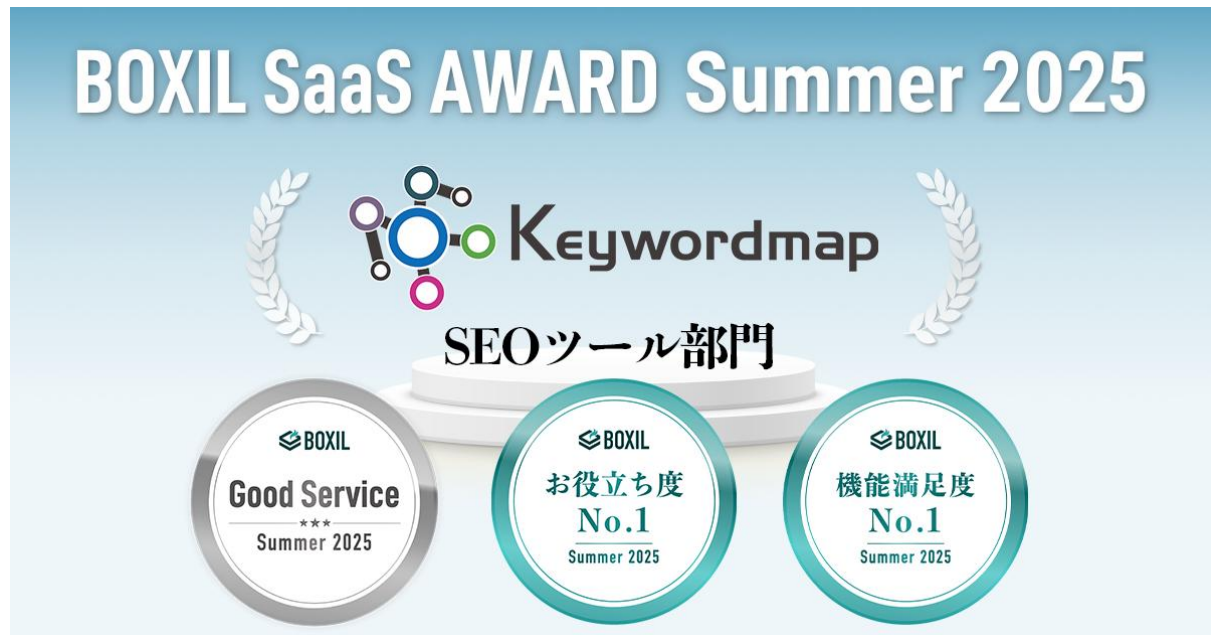 BOXIL SaaS AWARD Summer 2025
Keywordmap
SEOツール部門
BOXIL
Good Service
Summer 2025
BOXIL
お役立ち度
No.1
Summer 2025
BOXIL
機能満足度
No.1
Summer 2025